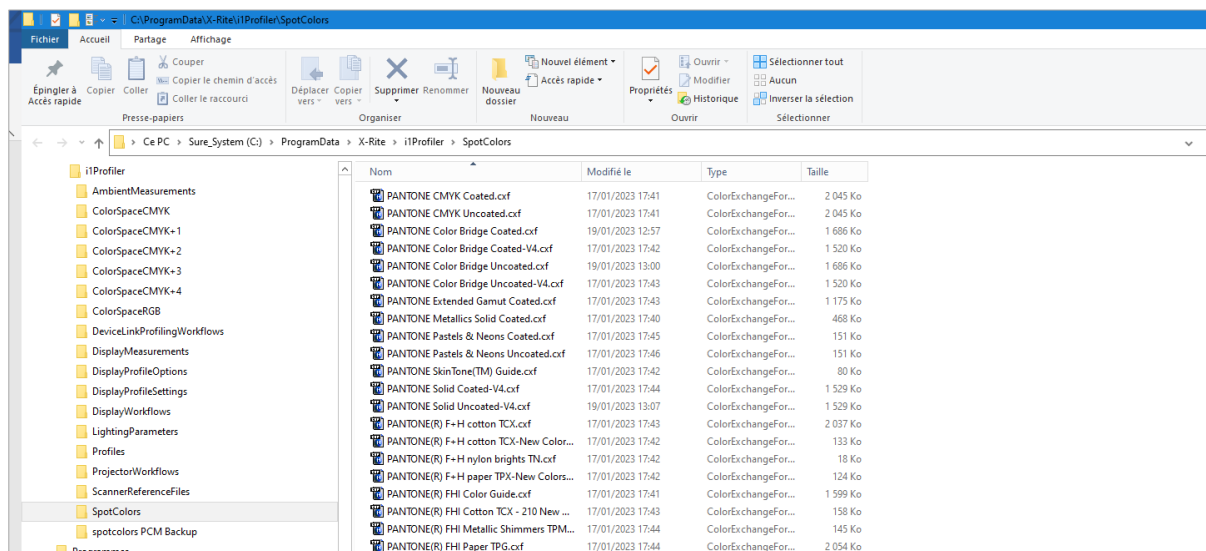 C:\ProgramData\X-Rite\i1Profiler\SpotColors
Fichier Accueil Partage Affichage
Épingler à Accès rapide
Copier
Coller
Couper
Copier le chemin d'accès
Coller le raccourci
Presse-papiers
Déplacer vers
Copier vers
Supprimer
Renommer
Organiser
Nouveau dossier
Nouvel élément
Accès rapide
Nouveau
Propriétés
Ouvrir
Modifier
Historique
Ouvrir
Sélectionner tout
Aucun
Inverser la sélection
Sélectionner
Ce PC > Sure_System (C:) > ProgramData > X-Rite > i1Profiler > SpotColors
i1Profiler
AmbientMeasurements
ColorSpaceCMYK
ColorSpaceCMYK+1
ColorSpaceCMYK+2
ColorSpaceCMYK+3
ColorSpaceCMYK+4
ColorSpaceRGB
DeviceLinkProfilingWorkflows
DisplayMeasurements
DisplayProfileOptions
DisplayProfileSettings
DisplayWorkflows
LightingParameters
Profiles
ProjectorWorkflows
ScannerReferenceFiles
SpotColors
spotcolors PCM Backup
Programmes
Nom Modifié le Type Taille
PANTONE CMYK Coated.cxf 17/01/2023 17:41 ColorExchangeFor... 2 045 Ko
PANTONE CMYK Uncoated.cxf 17/01/2023 17:41 ColorExchangeFor... 2 045 Ko
PANTONE Color Bridge Coated.cxf 19/01/2023 12:57 ColorExchangeFor... 1 686 Ko
PANTONE Color Bridge Coated-V4.cxf 17/01/2023 17:42 ColorExchangeFor... 1 520 Ko
PANTONE Color Bridge Uncoated.cxf 19/01/2023 13:00 ColorExchangeFor... 1 686 Ko
PANTONE Color Bridge Uncoated-V4.cxf 17/01/2023 17:43 ColorExchangeFor... 1 520 Ko
PANTONE Extended Gamut Coated.cxf 17/01/2023 17:43 ColorExchangeFor... 1 175 Ko
PANTONE Metallics Solid Coated.cxf 17/01/2023 17:40 ColorExchangeFor... 468 Ko
PANTONE Pastels & Neons Coated.cxf 17/01/2023 17:45 ColorExchangeFor... 151 Ko
PANTONE Pastels & Neons Uncoated.cxf 17/01/2023 17:46 ColorExchangeFor... 151 Ko
PANTONE SkinTone(TM) Guide.cxf 17/01/2023 17:42 ColorExchangeFor... 80 Ko
PANTONE Solid Coated-V4.cxf 17/01/2023 17:44 ColorExchangeFor... 1 529 Ko
PANTONE Solid Uncoated-V4.cxf 19/01/2023 13:07 ColorExchangeFor... 1 529 Ko
PANTONE(R) F+H cotton TCX.cxf 17/01/2023 17:43 ColorExchangeFor... 2 037 Ko
PANTONE(R) F+H cotton TCX-New Color... 17/01/2023 17:42 ColorExchangeFor... 133 Ko
PANTONE(R) F+H nylon brights TN.cxf 17/01/2023 17:42 ColorExchangeFor... 18 Ko
PANTONE(R) F+H paper TPX-New Colors... 17/01/2023 17:42 ColorExchangeFor... 124 Ko
PANTONE(R) FHI Color Guide.cxf 17/01/2023 17:41 ColorExchangeFor... 1 599 Ko
PANTONE(R) FHI Cotton TCX - 210 New ... 17/01/2023 17:43 ColorExchangeFor... 158 Ko
PANTONE(R) FHI Metallic Shimmers TPM... 17/01/2023 17:44 ColorExchangeFor... 145 Ko
PANTONE(R) FHI Paper TPG.cxf 17/01/2023 17:44 ColorExchangeFor... 2 054 Ko